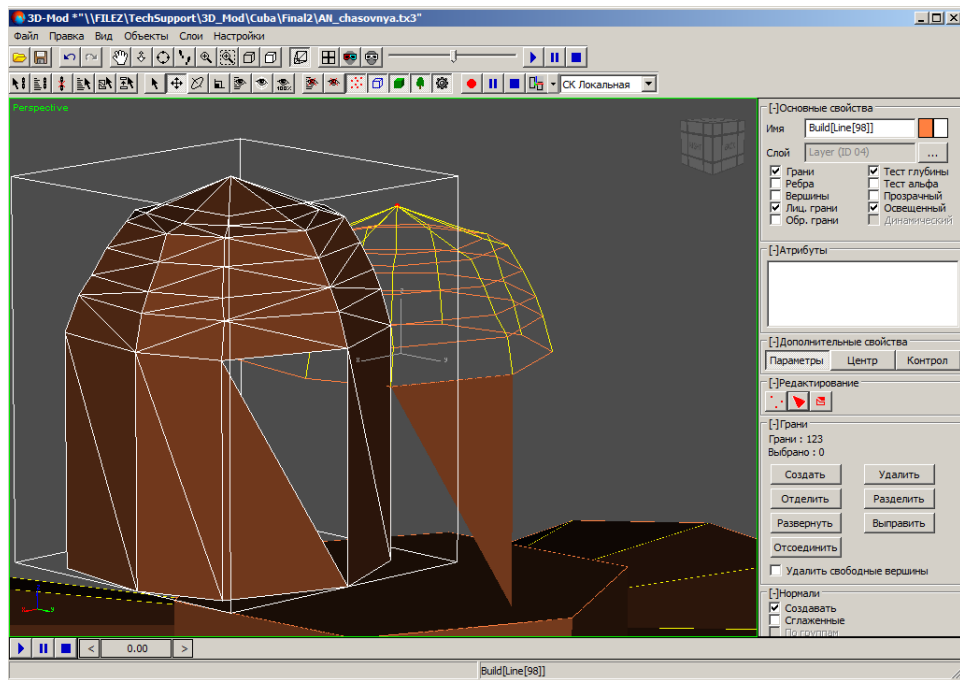 3D-Mod *"\\FILEZ\TechSupport\3D_Mod\Cuba\Final2\AN_chasovnya.tx3"
Файл Правка Вид Объекты Слои Настройки
100%
СК Локальная
Perspective
[-]Основные свойства
Имя Build[Line[98]]
Слой Layer (ID 04) ...
Грани Тест глубины
Ребра Тест альфа
Вершины Прозрачный
Лиц. грани Освещенный
Обр. грани Динамический
[-]Атрибуты
[-]Дополнительные свойства
Параметры Центр Контрол
[-]Редактирование
[-]Грани
Грани : 123
Выбрано : 0
Создать Удалить
Отделить Разделить
Развернуть Выправить
Отсоединить
Удалить свободные вершины
[-]Нормали
Создавать
Сглаженные
По группам
< 0.00 >
Build[Line[98]]